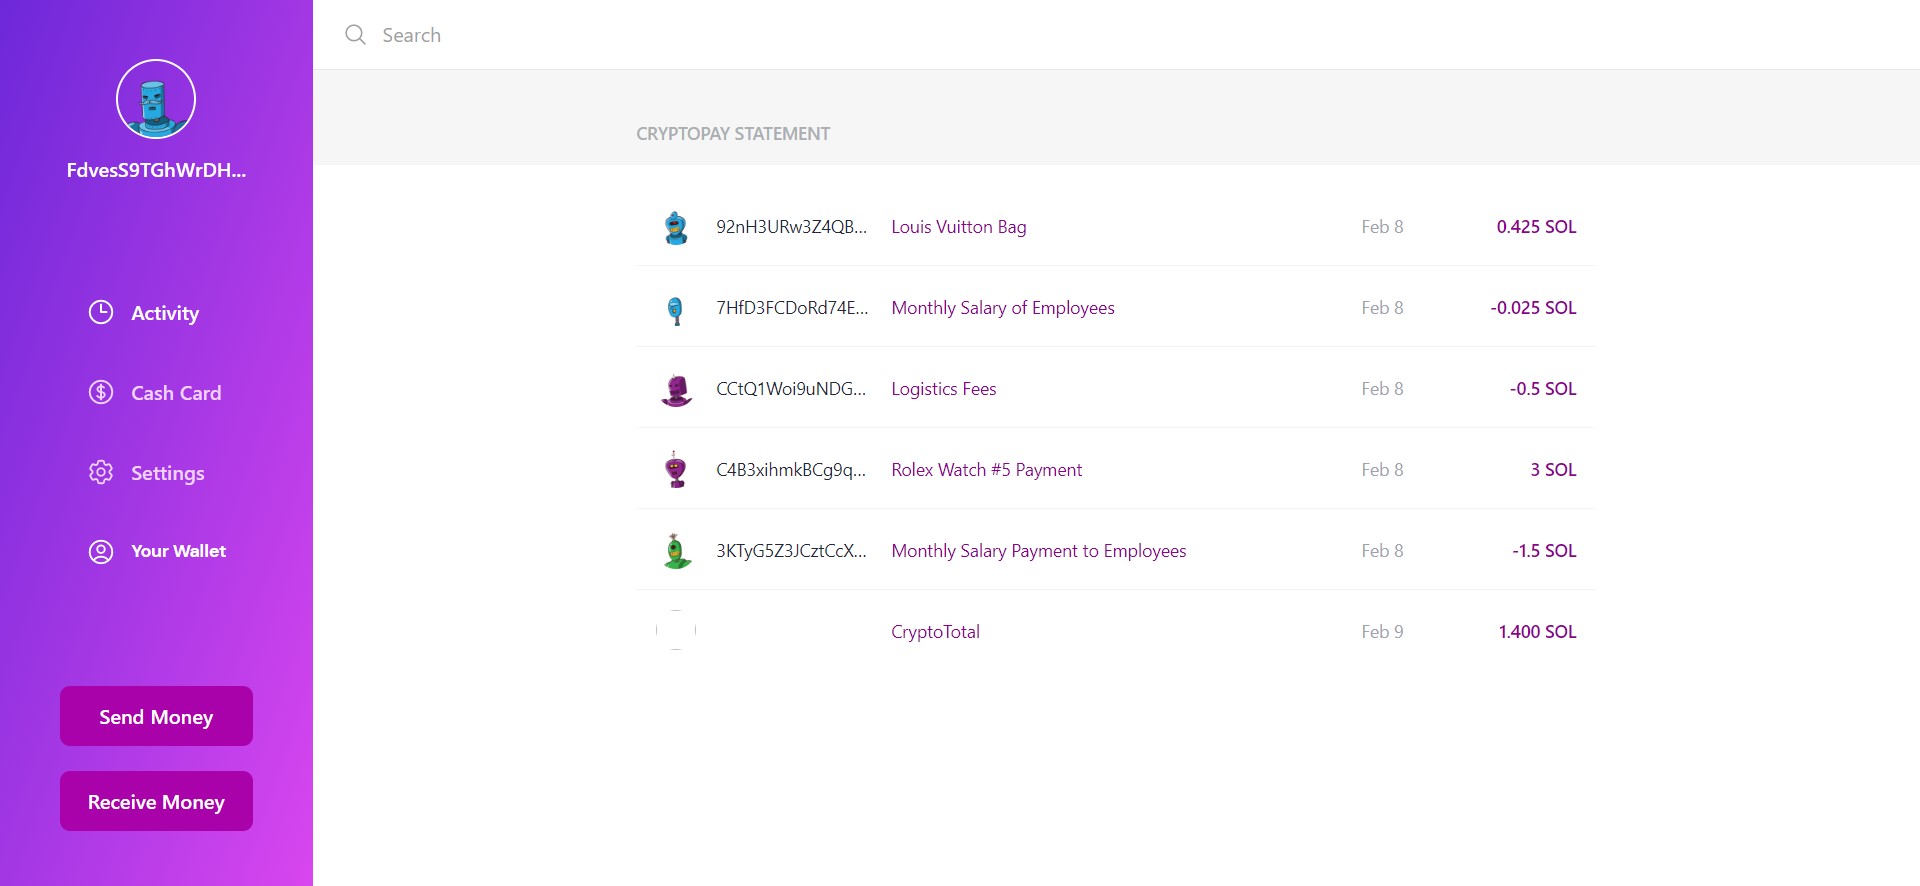 Search
FdvesS9TGhWrDH...
Activity
Cash Card
Settings
Your Wallet
Send Money
Receive Money
CRYPTOPAY STATEMENT
92nH3URw3Z4QB... Louis Vuitton Bag Feb 8 0.425 SOL
7HfD3FCDoRd74E... Monthly Salary of Employees Feb 8 -0.025 SOL
CCtQ1Woi9uNDG... Logistics Fees Feb 8 -0.5 SOL
C4B3xihmkBCg9q... Rolex Watch #5 Payment Feb 8 3 SOL
3KTyG5Z3JCztCcX... Monthly Salary Payment to Employees Feb 8 -1.5 SOL
CryptoTotal Feb 9 1.400 SOL